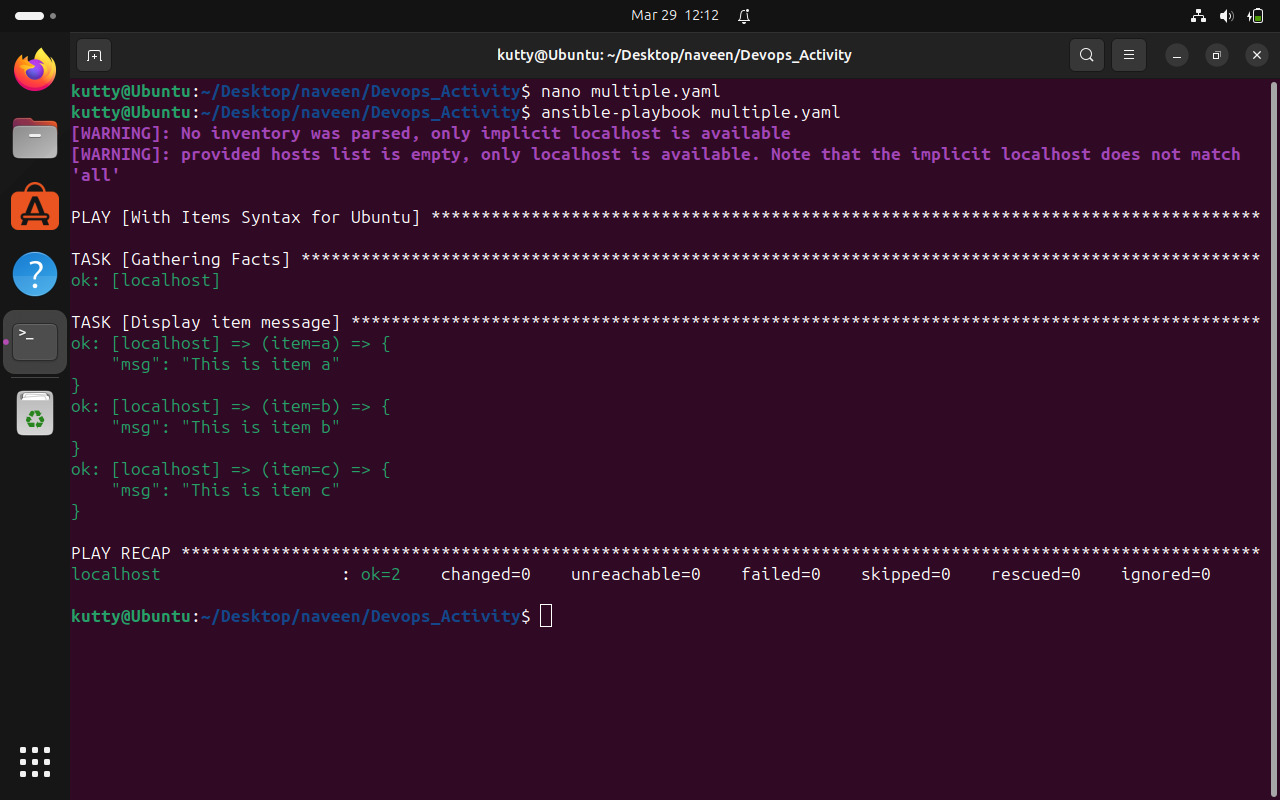 Mar 29 12:12
kutty@Ubuntu: ~/Desktop/naveen/Devops_Activity
kutty@Ubuntu:~/Desktop/naveen/Devops_Activity$ nano multiple.yaml
kutty@Ubuntu:~/Desktop/naveen/Devops_Activity$ ansible-playbook multiple.yaml
[WARNING]: No inventory was parsed, only implicit localhost is available
[WARNING]: provided hosts list is empty, only localhost is available. Note that the implicit localhost does not match
'all'
PLAY [With Items Syntax for Ubuntu] ***********************************************************************************
TASK [Gathering Facts] ************************************************************************************************
ok: [localhost]
TASK [Display item message] *******************************************************************************************
ok: [localhost] => (item=a) => {
    "msg": "This is item a"
}
ok: [localhost] => (item=b) => {
    "msg": "This is item b"
}
ok: [localhost] => (item=c) => {
    "msg": "This is item c"
}
PLAY RECAP ************************************************************************************************************
localhost                  : ok=2    changed=0    unreachable=0    failed=0    skipped=0    rescued=0    ignored=0
kutty@Ubuntu:~/Desktop/naveen/Devops_Activity$